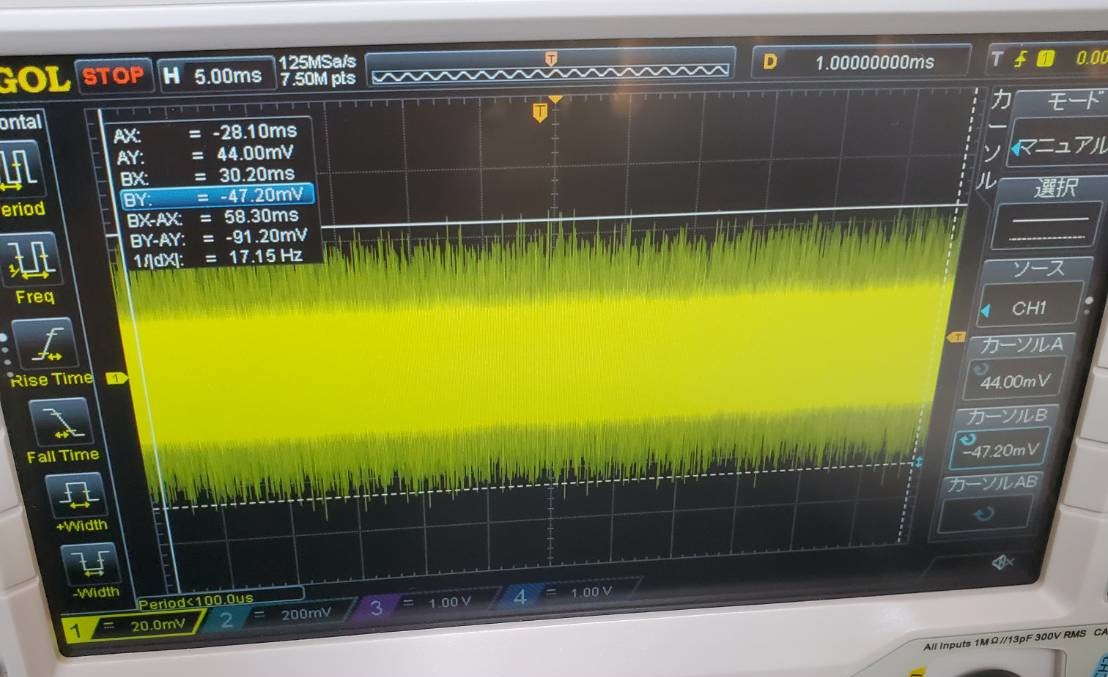 GOL STOP H 5.00ms 125MSa/s
7.50M pts
T
D 1.00000000ms
T 1 0.00
ontal
eriod
Freq
Rise Time
Fall Time
+Width
-Width
AX: = -28.10ms
AY: = 44.00mV
BX: = 30.20ms
BY: = -47.20mV
BX-AX: = 58.30ms
BY-AY: = -91.20mV
1/|dX|: = 17.15 Hz
T
1
T
カーソル
モード
マニュアル
選択
ソース
CH1
カーソルA
44.00mV
カーソルB
-47.20mV
カーソルAB
Period<100.0us
1 = 20.0mV
2 = 200mV
3 = 1.00 V
4 = 1.00 V
All Inputs 1MΩ//13pF 300V RMS CA